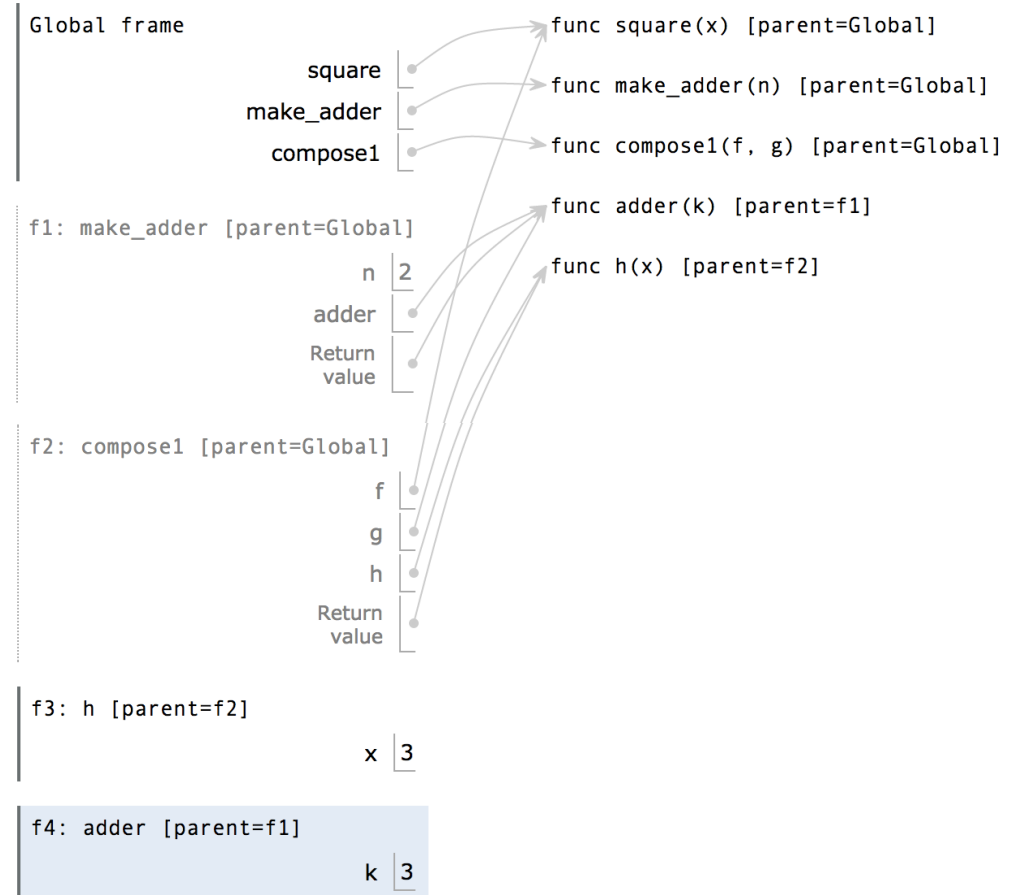 Global frame
square
make_adder
compose1
func square(x) [parent=Global]
func make_adder(n) [parent=Global]
func compose1(f, g) [parent=Global]
func adder(k) [parent=f1]
func h(x) [parent=f2]
f1: make_adder [parent=Global]
n 2
adder
Return
value
f2: compose1 [parent=Global]
f
g
h
Return
value
f3: h [parent=f2]
x 3
f4: adder [parent=f1]
k 3